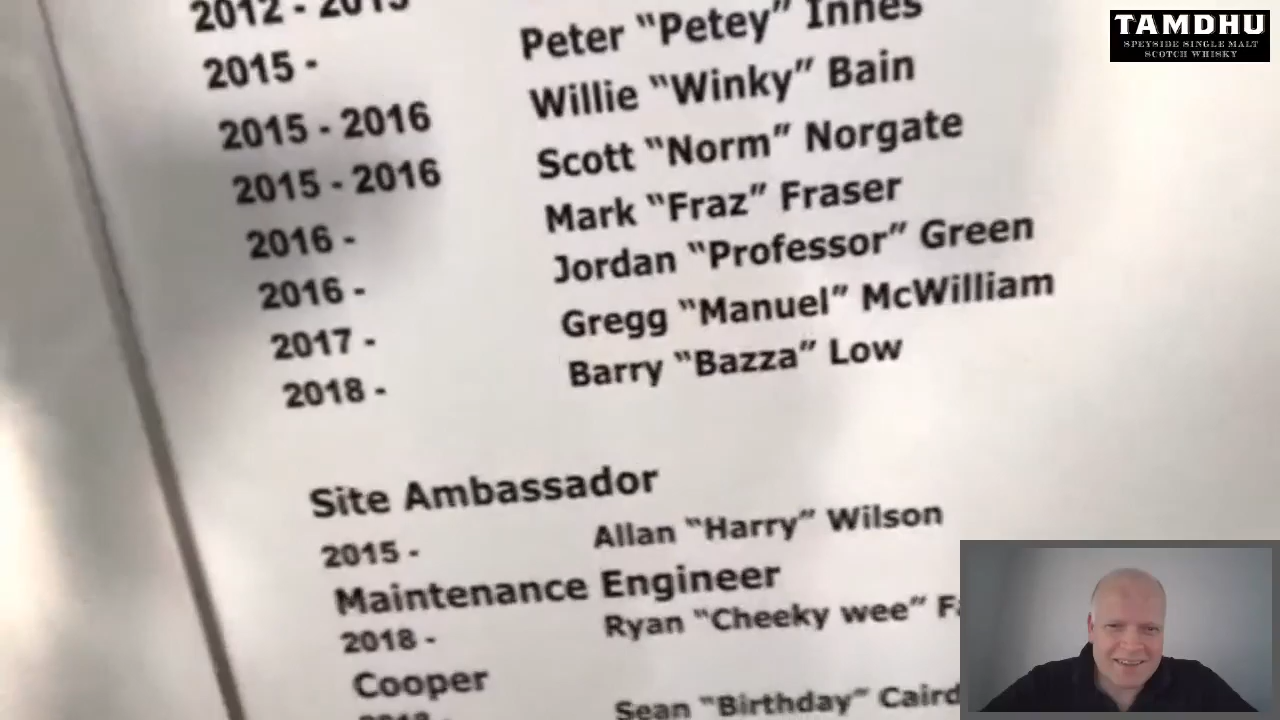 TAMDHU
SPEYSIDE SINGLE MALT
SCOTCH WHISKY
2012 - 2015
2015 - Peter “Petey” Innes
2015 - 2016 Willie “Winky” Bain
2015 - 2016 Scott “Norm” Norgate
2016 - Mark “Fraz” Fraser
2016 - Jordan “Professor” Green
2017 - Gregg “Manuel” McWilliam
2018 - Barry “Bazza” Low
Site Ambassador
2015 - Allan “Harry” Wilson
Maintenance Engineer
2018 - Ryan “Cheeky wee”
Cooper
Sean “Birthday” Caird